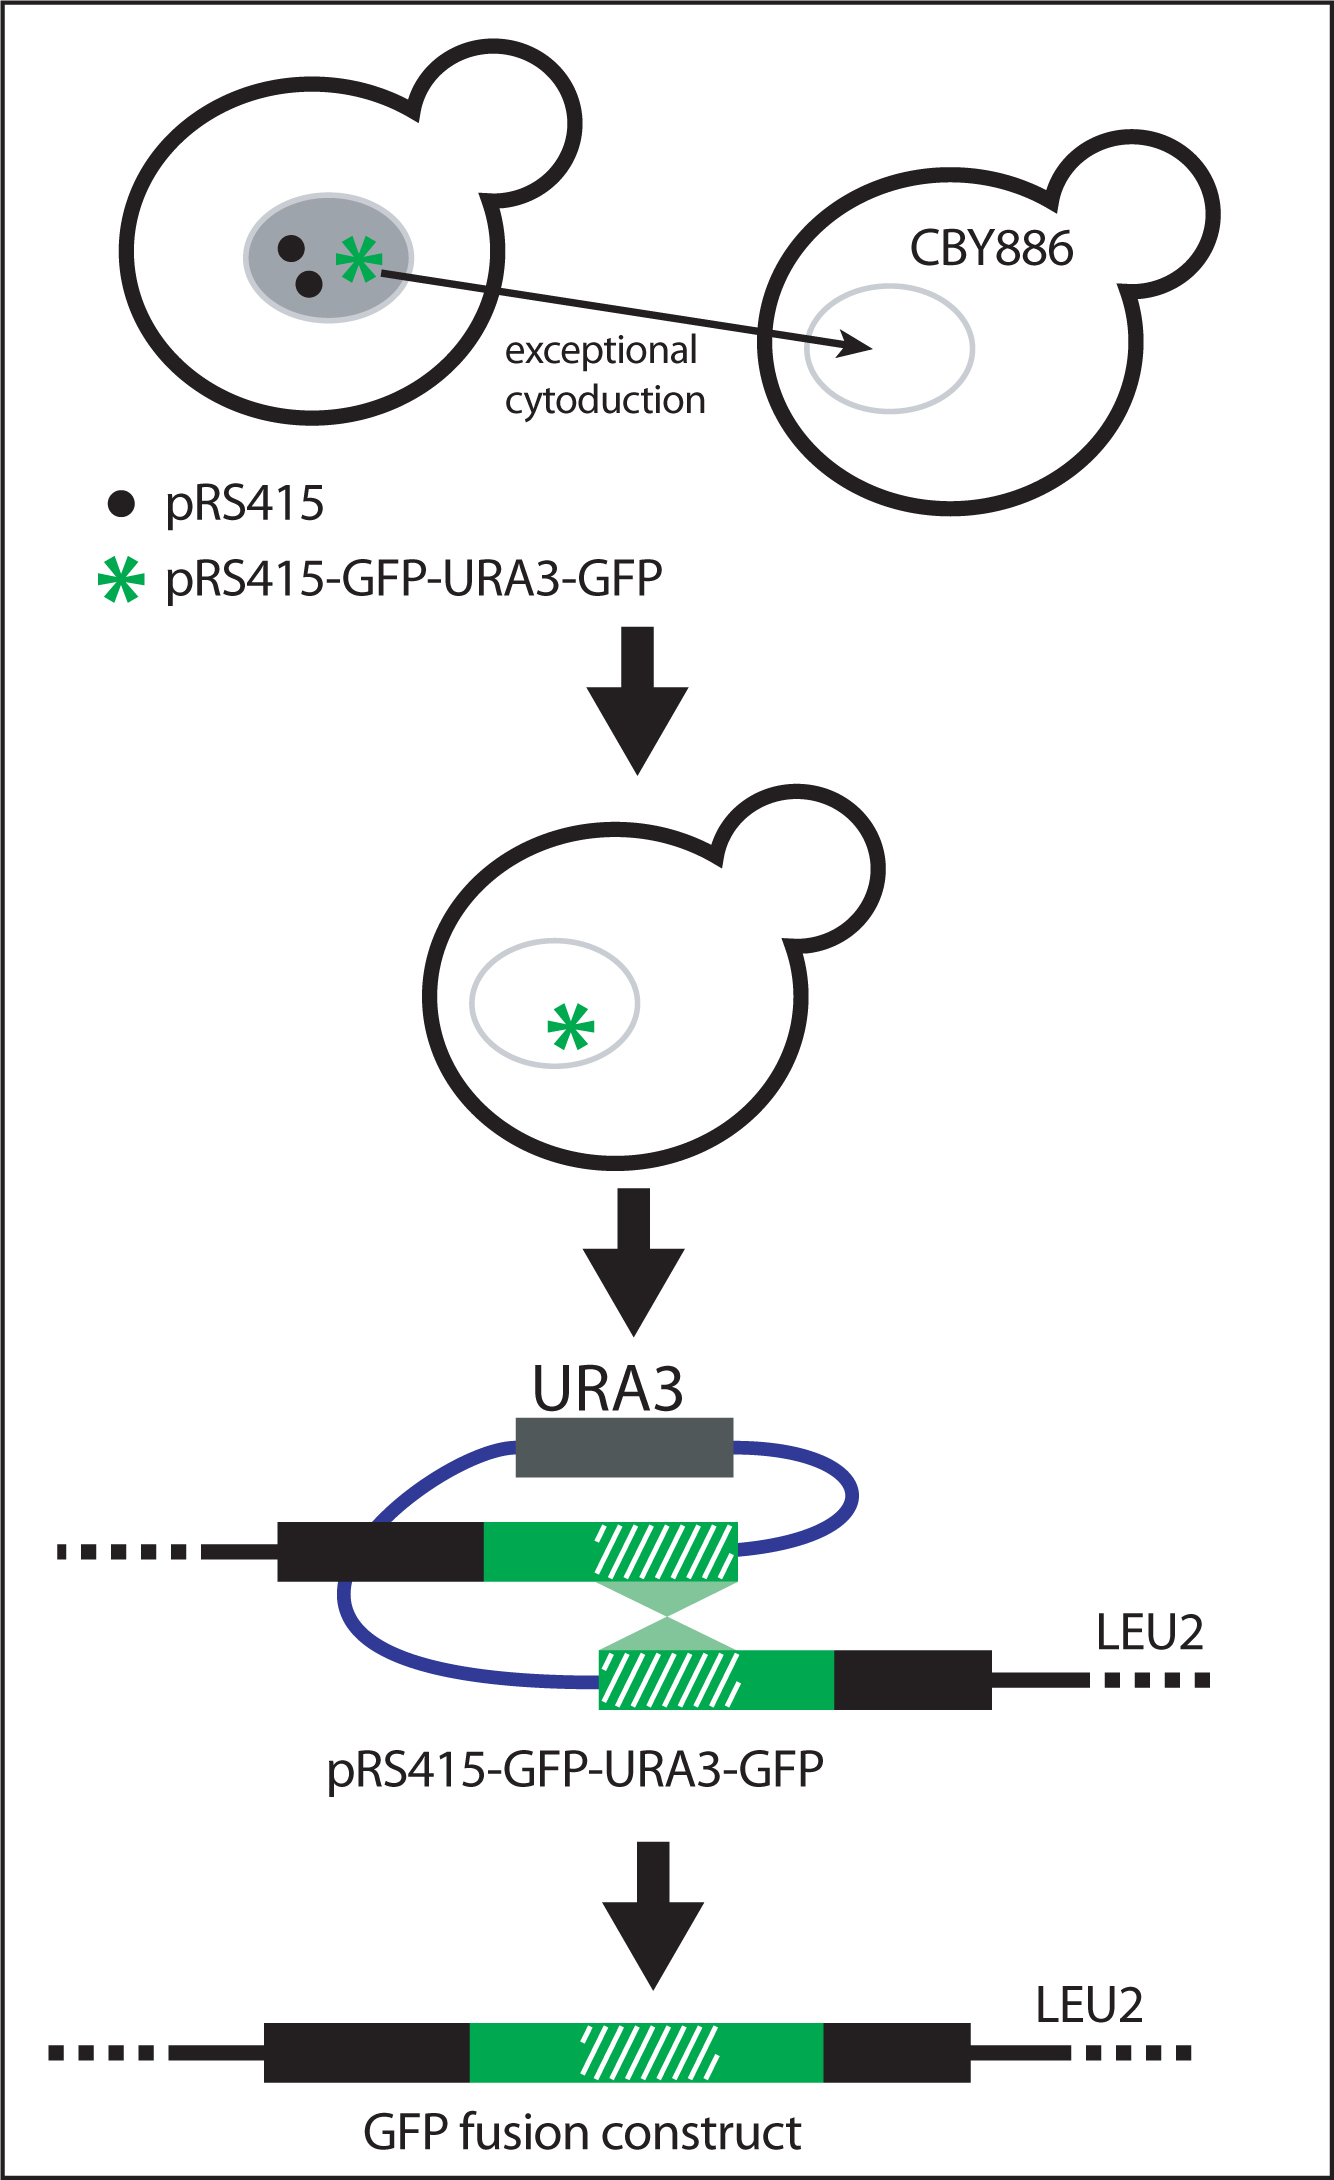 CBY886
exceptional
cytoduction
pRS415
pRS415-GFP-URA3-GFP
URA3
LEU2
pRS415-GFP-URA3-GFP
LEU2
GFP fusion construct